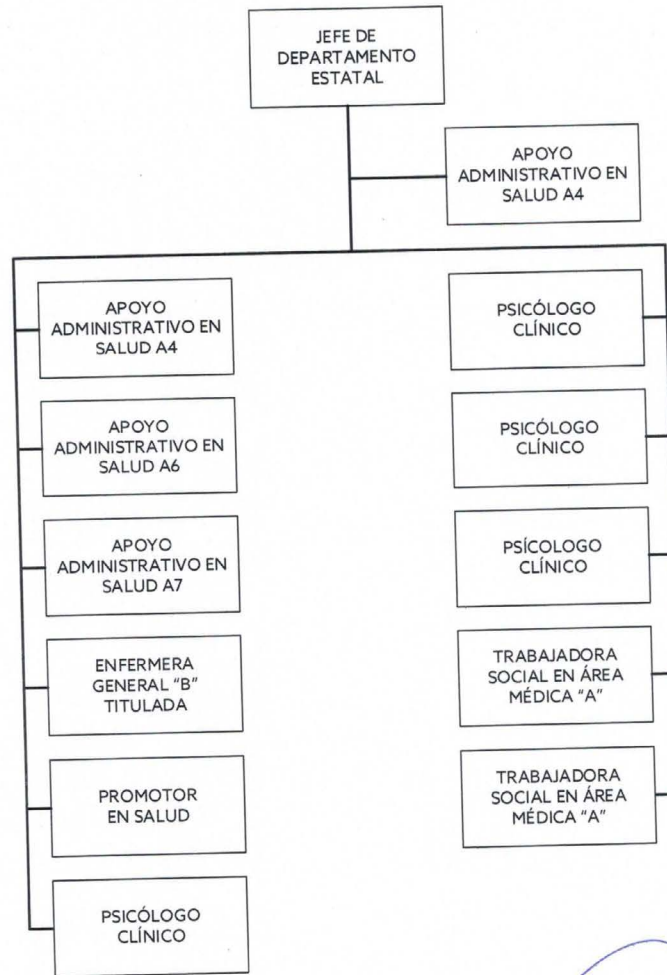 JEFE DE
DEPARTAMENTO
ESTATAL
APOYO
ADMINISTRATIVO EN
SALUD A4
APOYO
ADMINISTRATIVO EN
SALUD A4
APOYO
ADMINISTRATIVO EN
SALUD A6
APOYO
ADMINISTRATIVO EN
SALUD A7
ENFERMERA
GENERAL "B"
TITULADA
PROMOTOR
EN SALUD
PSICÓLOGO
CLÍNICO
PSICÓLOGO
CLÍNICO
PSICÓLOGO
CLÍNICO
PSÍCOLOGO
CLÍNICO
TRABAJADORA
SOCIAL EN ÁREA
MÉDICA "A"
TRABAJADORA
SOCIAL EN ÁREA
MÉDICA "A"